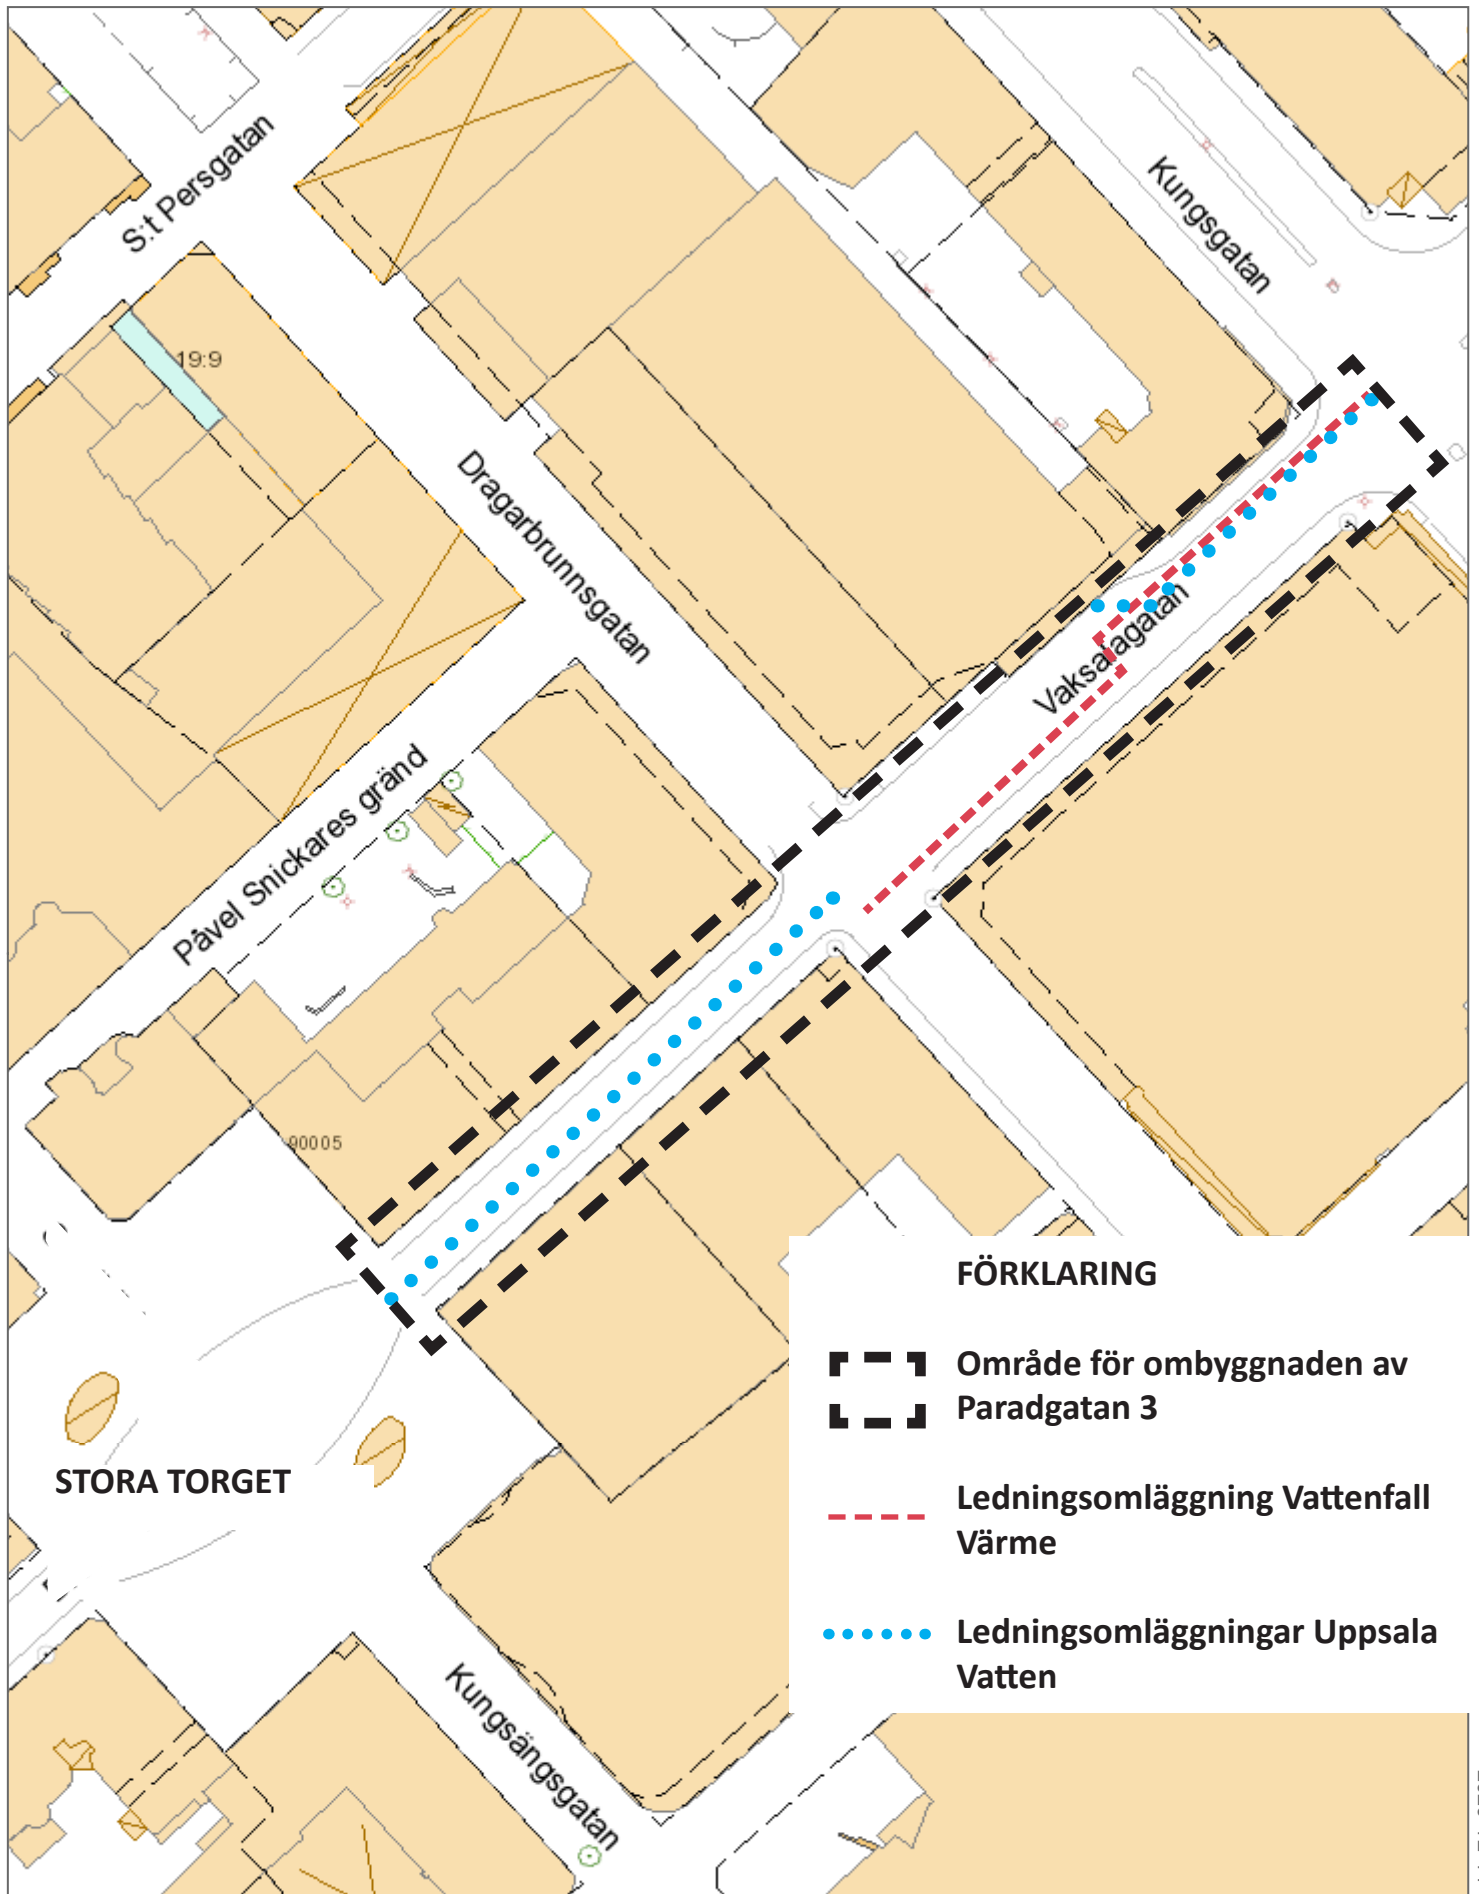 S:t Persgatan
Kungsgatan
19:9
Dragarbrunnsgatan
Vaksalagatan
Påvel Snickares gränd
90005
FÖRKLARING
Område för ombyggnaden av
Paradgatan 3
STORA TORGET
Ledningsomläggning Vattenfall
Värme
Ledningsomläggningar Uppsala
Vatten
Kungsängsgatan